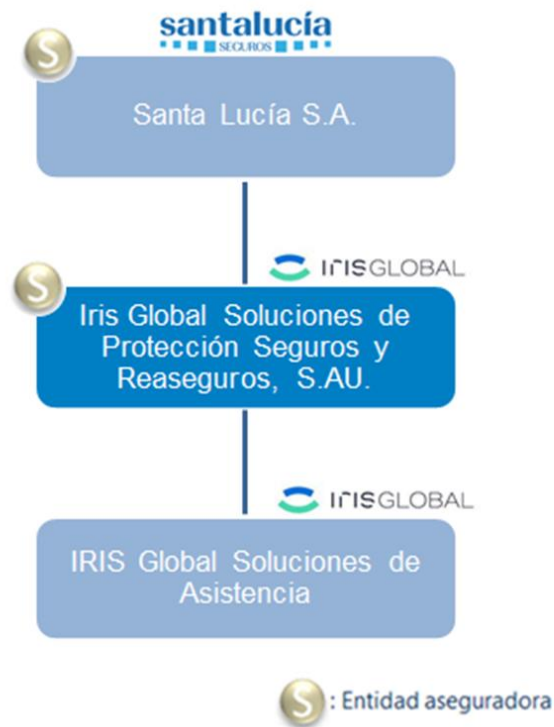 santalucía
SEGUROS
S
Santa Lucía S.A.
IrISGLOBAL
S
Iris Global Soluciones de
Protección Seguros y
Reaseguros, S.AU.
IrISGLOBAL
IRIS Global Soluciones de
Asistencia
S : Entidad aseguradora